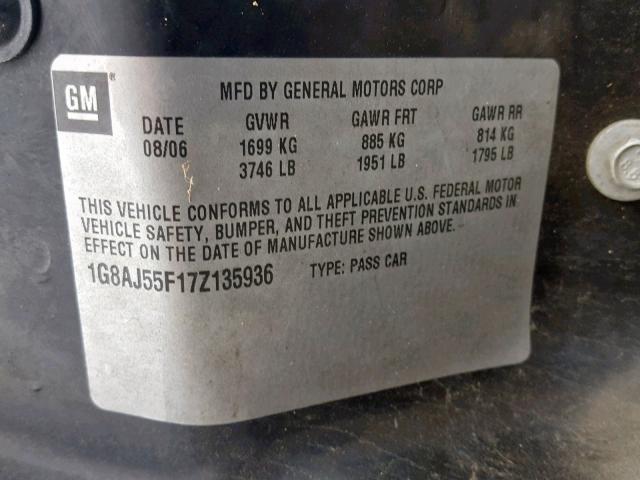 GM®
MFD BY GENERAL MOTORS CORP
DATE GVWR GAWR FRT GAWR RR
08/06 1699 KG 885 KG 814 KG
3746 LB 1951 LB 1795 LB
THIS VEHICLE CONFORMS TO ALL APPLICABLE U.S. FEDERAL MOTOR
VEHICLE SAFETY, BUMPER, AND THEFT PREVENTION STANDARDS IN
EFFECT ON THE DATE OF MANUFACTURE SHOWN ABOVE.
1G8AJ55F17Z135936 TYPE: PASS CAR